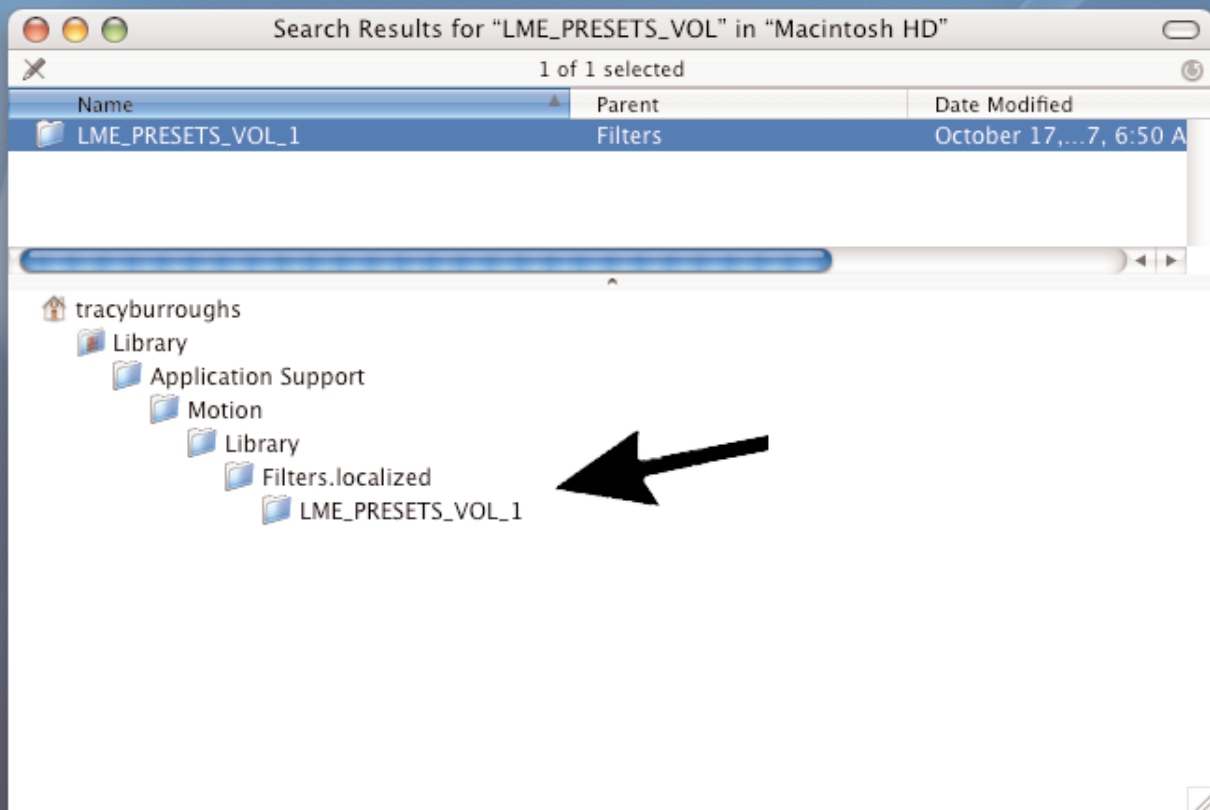 Search Results for “LME_PRESETS_VOL” in “Macintosh HD”
1 of 1 selected
Name Parent Date Modified
LME_PRESETS_VOL_1 Filters October 17,...7, 6:50 A
tracyburroughs
Library
Application Support
Motion
Library
Filters.localized
LME_PRESETS_VOL_1